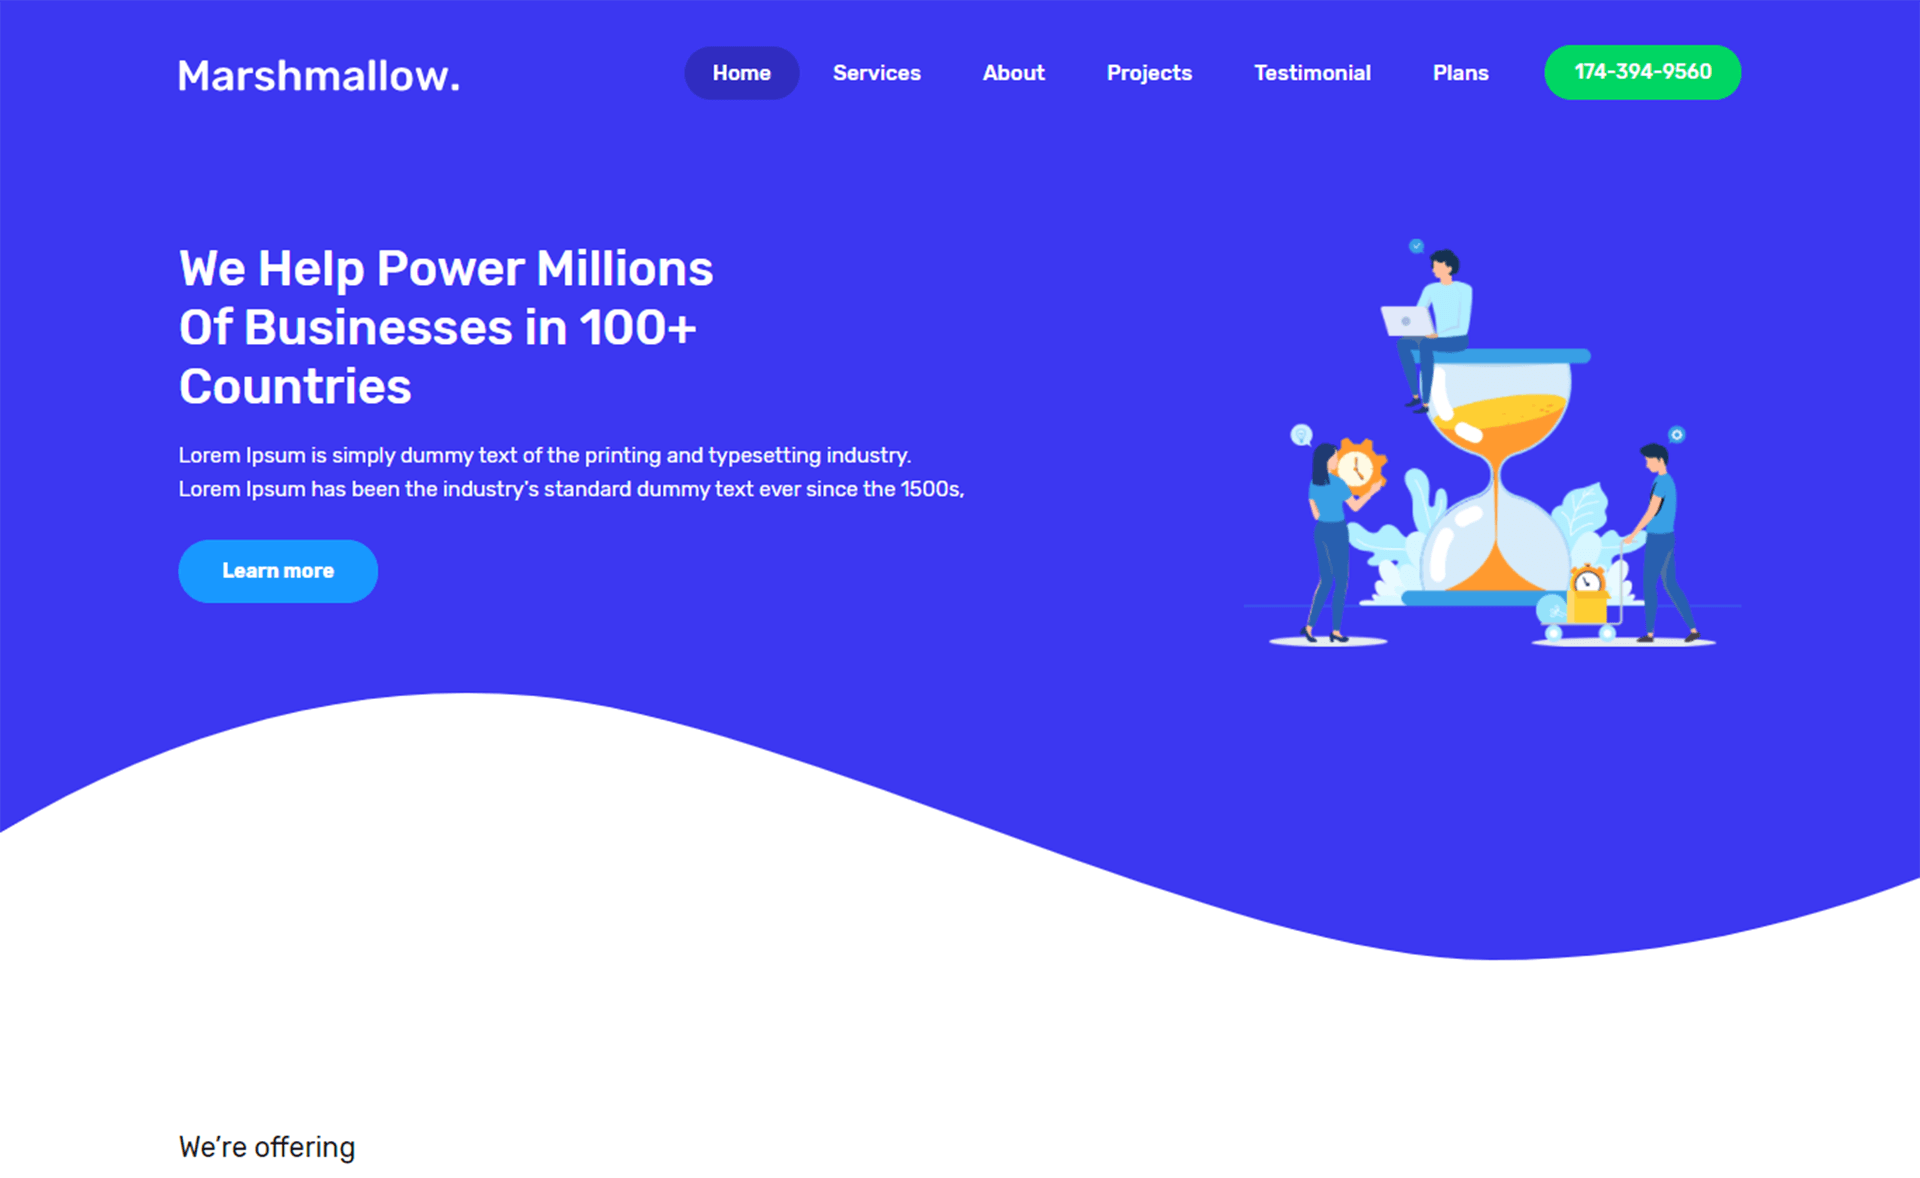 Marshmallow.
Home
Services
About
Projects
Testimonial
Plans
174-394-9560
We Help Power Millions
Of Businesses in 100+
Countries
Lorem Ipsum is simply dummy text of the printing and typesetting industry.
Lorem Ipsum has been the industry's standard dummy text ever since the 1500s,
Learn more
We're offering